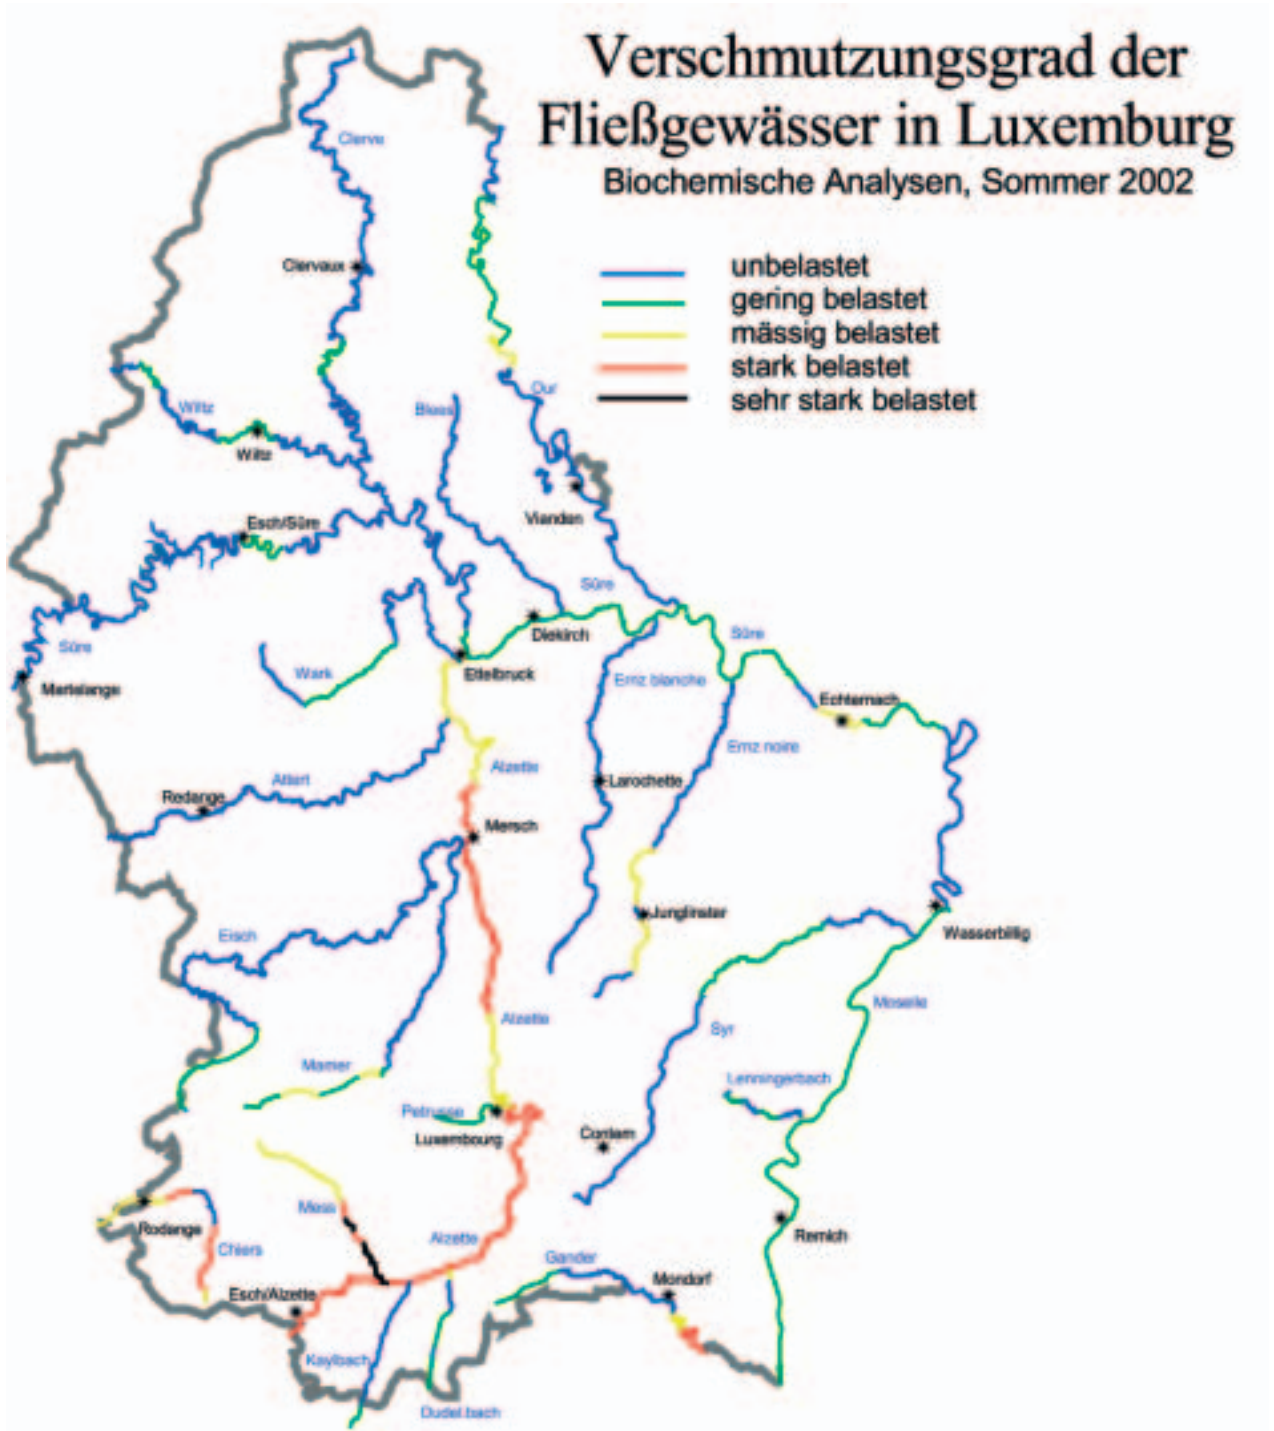 Verschmutzungsgrad der
Fließgewässer in Luxemburg
Biochemische Analysen, Sommer 2002
unbelastet
gering belastet
mässig belastet
stark belastet
sehr stark belastet
Clerve
Clervaux
Our
Wiltz
Blees
Wiltz
Vianden
Esch/Sûre
Sûre
Diekirch
Sûre
Sûre
Wark
Ettelbruck
Ernz blanche
Martelange
Echternach
Ernz noire
Alzette
Attert
Larochette
Redange
Mersch
Junglinster
Eisch
Wasserbillig
Moselle
Alzette
Syr
Mamer
Lenningerbach
Petrusse
Luxembourg
Contern
Mess
Rodange
Alzette
Remich
Chiers
Gander
Mondorf
Esch/Alzette
Kaylbach
Dudel.bach